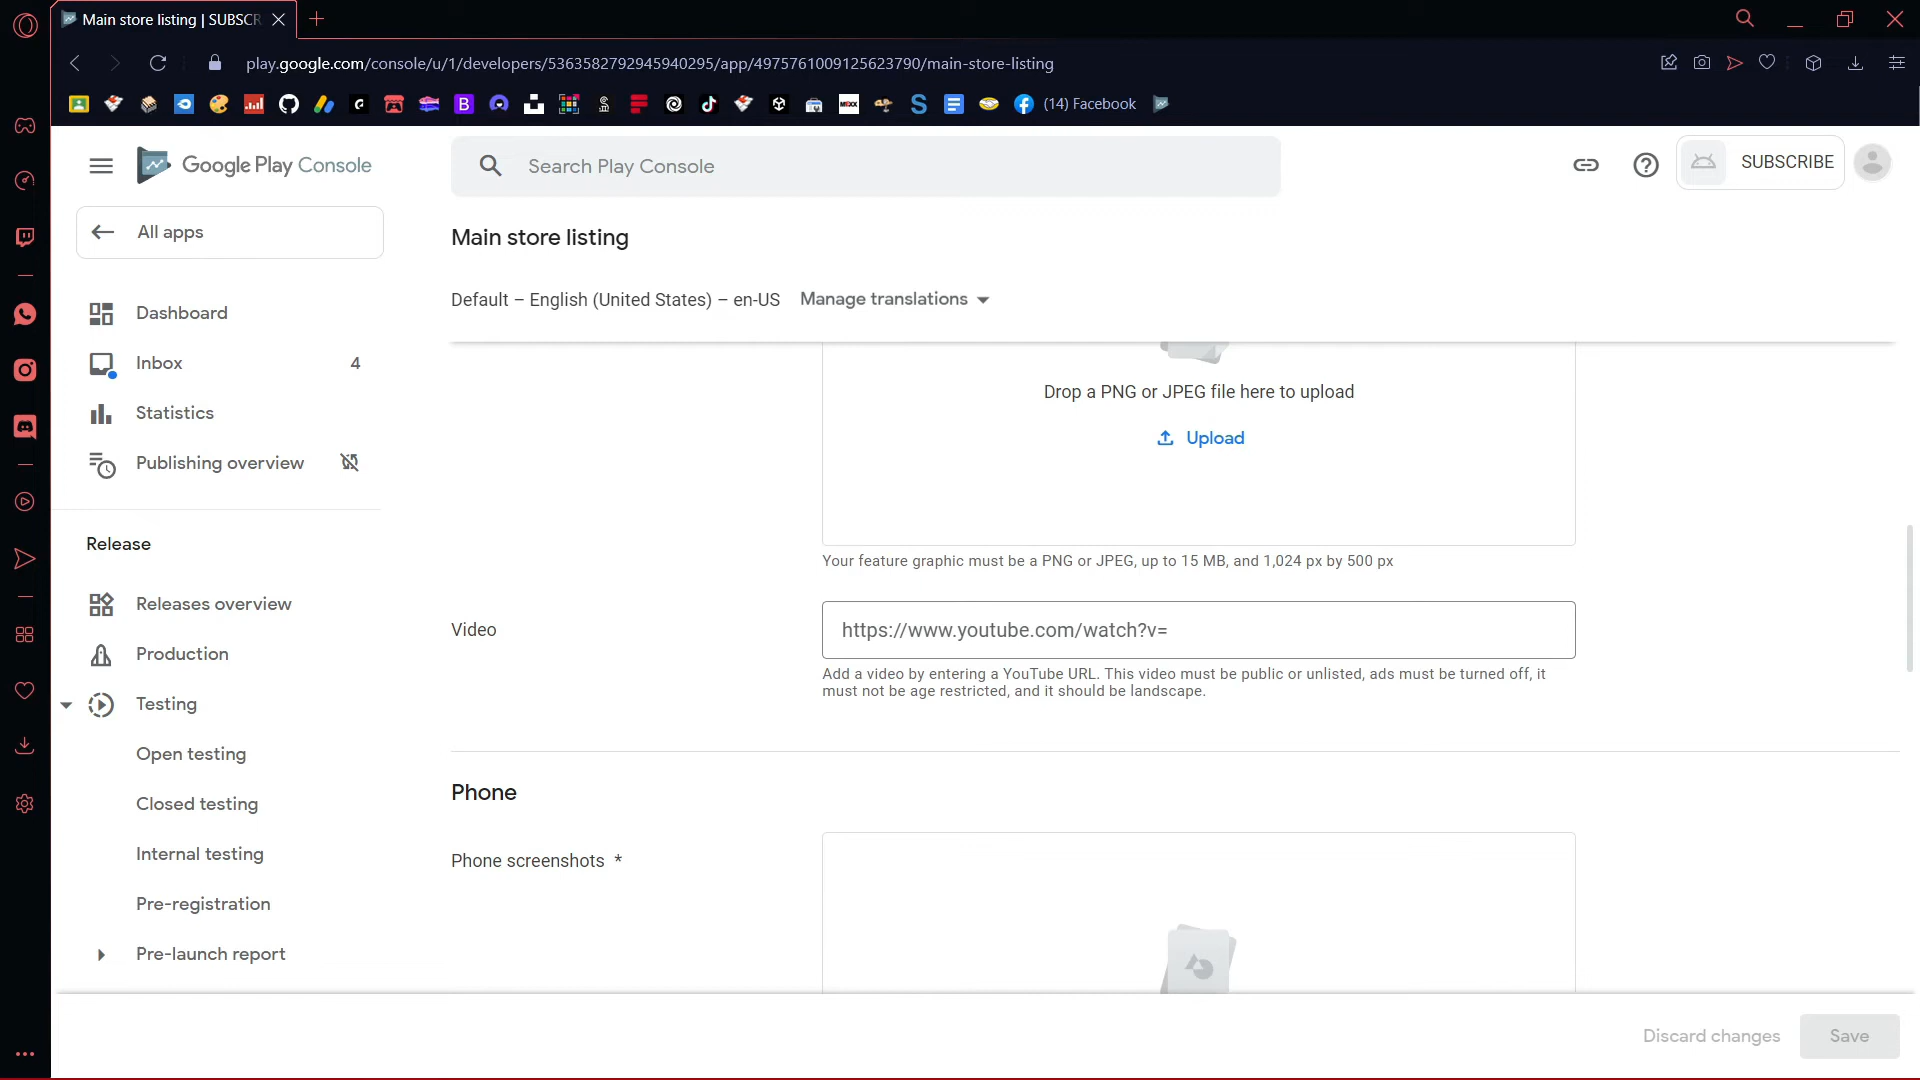 Main store listing | SUBSCR
play.google.com/console/u/1/developers/5363582792945940295/app/4975761009125623790/main-store-listing
(14) Facebook
Google Play Console
Search Play Console
SUBSCRIBE
All apps
Main store listing
Default – English (United States) – en-US
Manage translations
Dashboard
Inbox
4
Statistics
Publishing overview
Release
Releases overview
Production
Testing
Open testing
Closed testing
Internal testing
Pre-registration
Pre-launch report
Drop a PNG or JPEG file here to upload
Upload
Your feature graphic must be a PNG or JPEG, up to 15 MB, and 1,024 px by 500 px
Video
https://www.youtube.com/watch?v=
Add a video by entering a YouTube URL. This video must be public or unlisted, ads must be turned off, it
must not be age restricted, and it should be landscape.
Phone
Phone screenshots *
Discard changes
Save